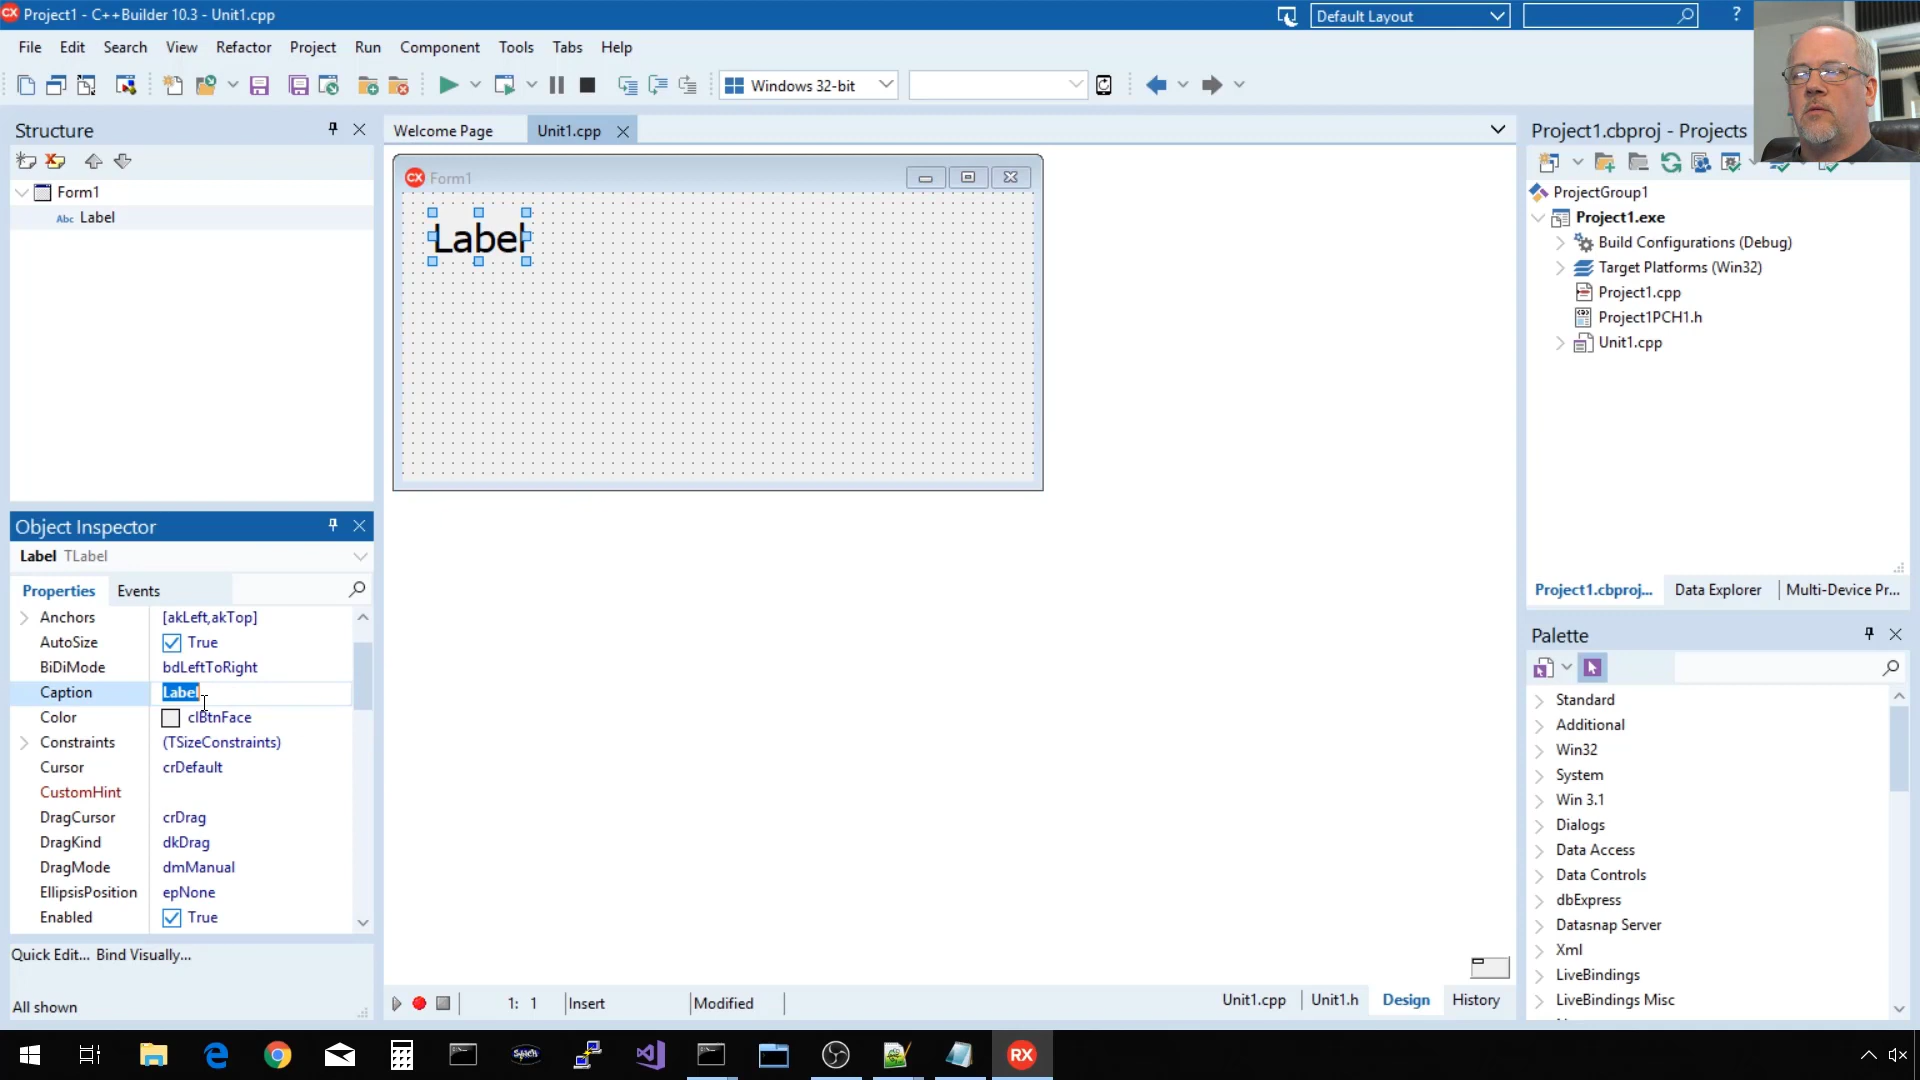 Project1 - C++Builder 10.3 - Unit1.cpp
Default Layout
?
File Edit Search View Refactor Project Run Component Tools Tabs Help
Windows 32-bit
Structure
Form1
Abc Label
Welcome Page
Unit1.cpp
CX Form1
Label
Project1.cbproj - Projects
ProjectGroup1
Project1.exe
Build Configurations (Debug)
Target Platforms (Win32)
Project1.cpp
Project1PCH1.h
Unit1.cpp
Project1.cbproj...
Data Explorer
Multi-Device Pr...
Object Inspector
Label TLabel
Properties Events
Anchors [akLeft,akTop]
AutoSize True
BiDiMode bdLeftToRight
Caption Label
Color clBtnFace
Constraints (TSizeConstraints)
Cursor crDefault
CustomHint
DragCursor crDrag
DragKind dkDrag
DragMode dmManual
EllipsisPosition epNone
Enabled True
Quick Edit... Bind Visually...
All shown
Palette
Standard
Additional
Win32
System
Win 3.1
Dialogs
Data Access
Data Controls
dbExpress
Datasnap Server
Xml
LiveBindings
LiveBindings Misc
1: 1 Insert Modified
Unit1.cpp Unit1.h Design History
RX